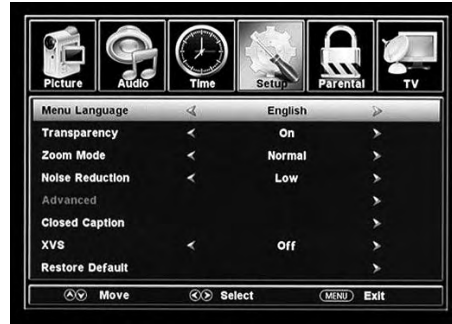 Picture Audio Time Setup Parental TV
Menu Language English
Transparency On
Zoom Mode Normal
Noise Reduction Low
Advanced
Closed Caption
XVS Off
Restore Default
Move Select MENU Exit